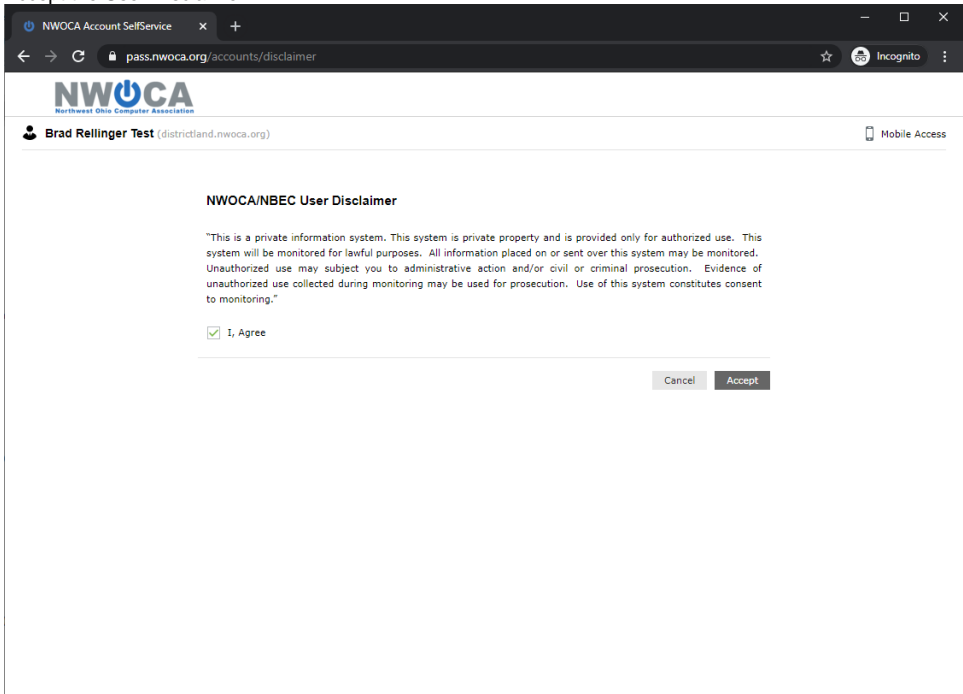 NWOCA Account SelfService
pass.nwoca.org/accounts/disclaimer
Incognito
NWOCA
Northwest Ohio Computer Association
Brad Rellinger Test (districtland.nwoca.org)
Mobile Access
NWOCA/NBEC User Disclaimer
"This is a private information system. This system is private property and is provided only for authorized use. This
system will be monitored for lawful purposes. All information placed on or sent over this system may be monitored.
Unauthorized use may subject you to administrative action and/or civil or criminal prosecution. Evidence of
unauthorized use collected during monitoring may be used for prosecution. Use of this system constitutes consent
to monitoring."
I, Agree
Cancel Accept